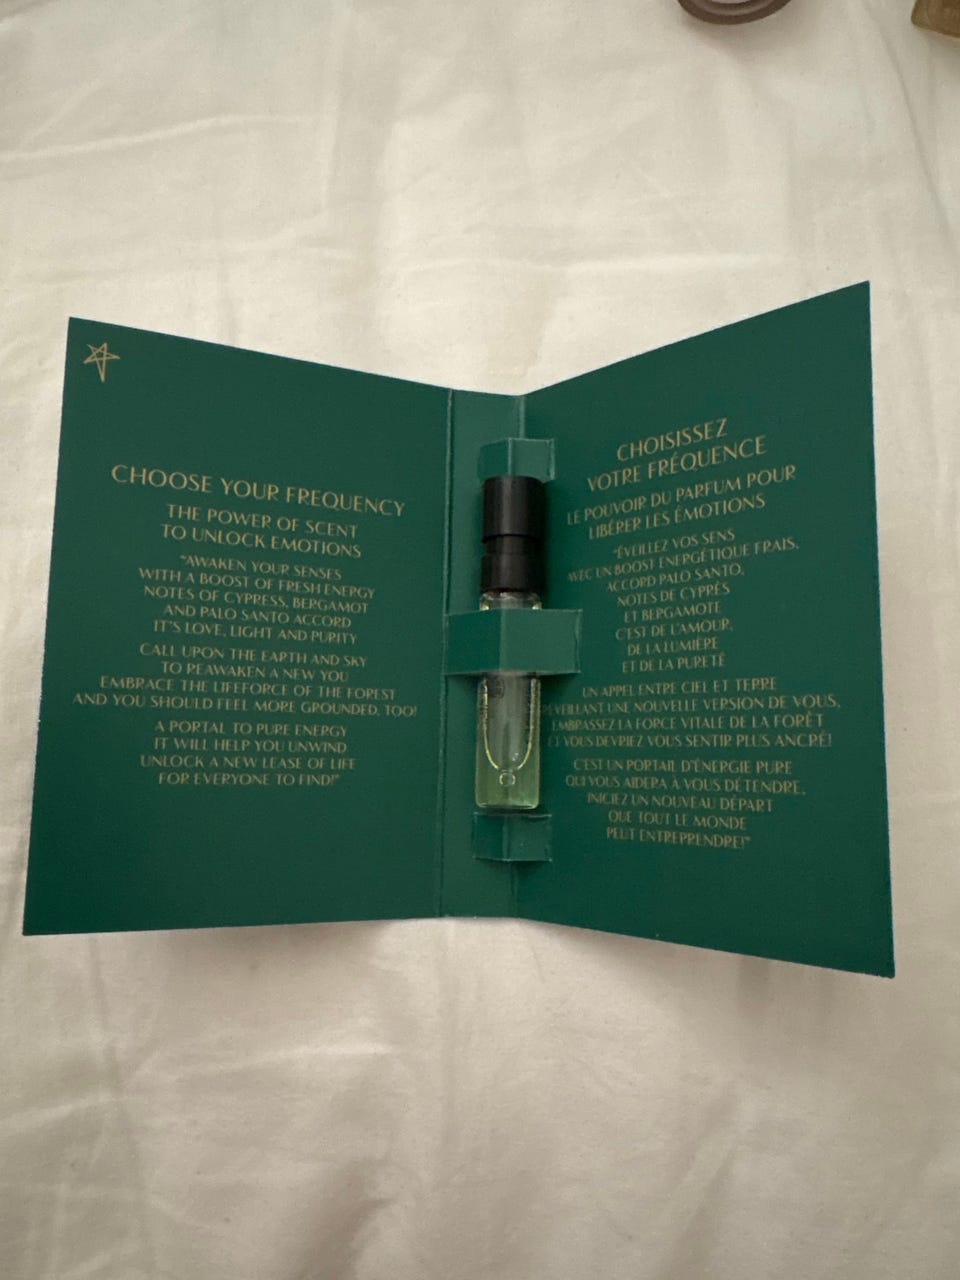 CHOOSE YOUR FREQUENCY
THE POWER OF SCENT
TO UNLOCK EMOTIONS
"AWAKEN YOUR SENSES
WITH A BOOST OF FRESH ENERGY
NOTES OF CYPRESS, BERGAMOT
AND PALO SANTO ACCORD
IT'S LOVE, LIGHT AND PURITY
CALL UPON THE EARTH AND SKY
TO REAWAKEN A NEW YOU
EMBRACE THE LIFEFORCE OF THE FOREST
AND YOU SHOULD FEEL MORE GROUNDED, TOO!
A PORTAL TO PURE ENERGY
IT WILL HELP YOU UNWIND
UNLOCK A NEW LEASE OF LIFE
FOR EVERYONE TO FIND!"
CHOISISSEZ
VOTRE FRÉQUENCE
LE POUVOIR DU PARFUM POUR
LIBÉRER LES ÉMOTIONS
"ÉVEILLEZ VOS SENS
AVEC UN BOOST ENERGÉTIQUE FRAIS,
ACCORD PALO SANTO,
NOTES DE CYPRÈS
ET BERGAMOTE
C'EST DE L'AMOUR,
DE LA LUMIÈRE
ET DE LA PURETÉ
UN APPEL ENTRE CIEL ET TERRE
ÉVEILLANT UNE NOUVELLE VERSION DE VOUS,
EMBRASSEZ LA FORCE VITALE DE LA FORÊT
ET VOUS DEVRIEZ VOUS SENTIR PLUS ANCRÉ!
C'EST UN PORTAIL D'ÉNERGIE PURE
QUI VOUS AIDERA À VOUS DÉTENDRE,
INICIEZ UN NOUVEAU DÉPART
QUE TOUT LE MONDE
PEUT ENTREPRENDRE!"